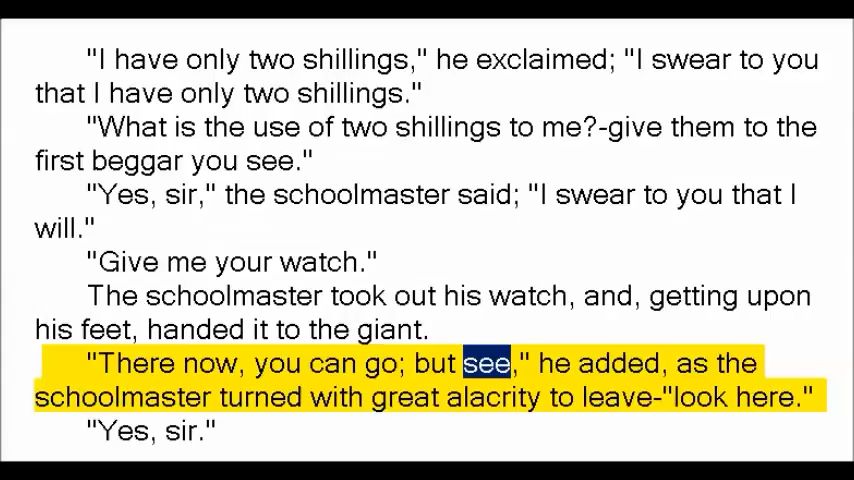 "I have only two shillings," he exclaimed; "I swear to you
that I have only two shillings."
"What is the use of two shillings to me?-give them to the
first beggar you see."
"Yes, sir," the schoolmaster said; "I swear to you that I
will."
"Give me your watch."
The schoolmaster took out his watch, and, getting upon
his feet, handed it to the giant.
"There now, you can go; but see," he added, as the
schoolmaster turned with great alacrity to leave-"look here."
"Yes, sir."